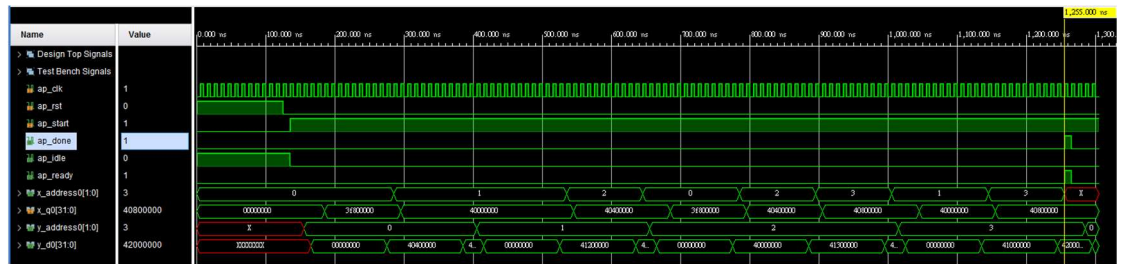 1,255.000 ns
Name Value 0.000 ns 100.000 ns 200.000 ns 300.000 ns 400.000 ns 500.000 ns 600.000 ns 700.000 ns 800.000 ns 900.000 ns 1,000.000 ns 1,100.000 ns 1,200.000 ns 1,300.
Design Top Signals
Test Bench Signals
ap_clk 1
ap_rst 0
ap_start 1
ap_done 1
ap_idle 0
ap_ready 1
x_address0[1:0] 3 0 1 2 0 2 3 1 3 X
x_q0[31:0] 40800000 00000000 3f800000 40000000 40400000 3f800000 40400000 40800000 40000000 40800000
y_address0[1:0] 3 X 0 1 2 3 0
y_d0[31:0] 42000000 XXXXXXXX 00000000 40400000 4... 00000000 41200000 4... 00000000 40000000 41300000 4... 00000000 41000000 42000...